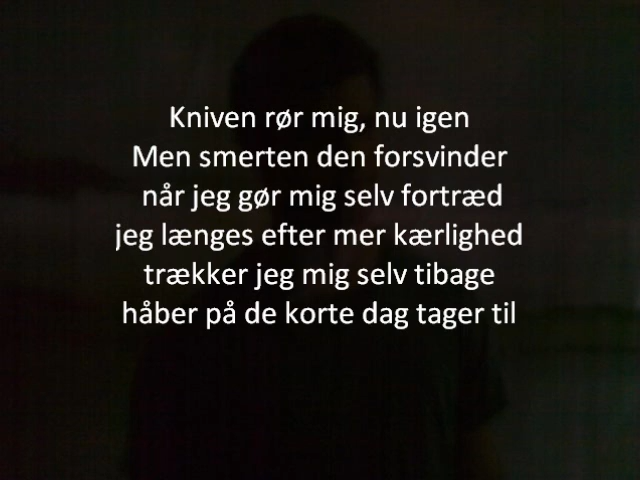 Kniven rør mig, nu igen
Men smerten den forsvinder
når jeg gør mig selv fortræd
jeg længes efter mer kærlighed
trækker jeg mig selv tibage
håber på de korte dag tager til